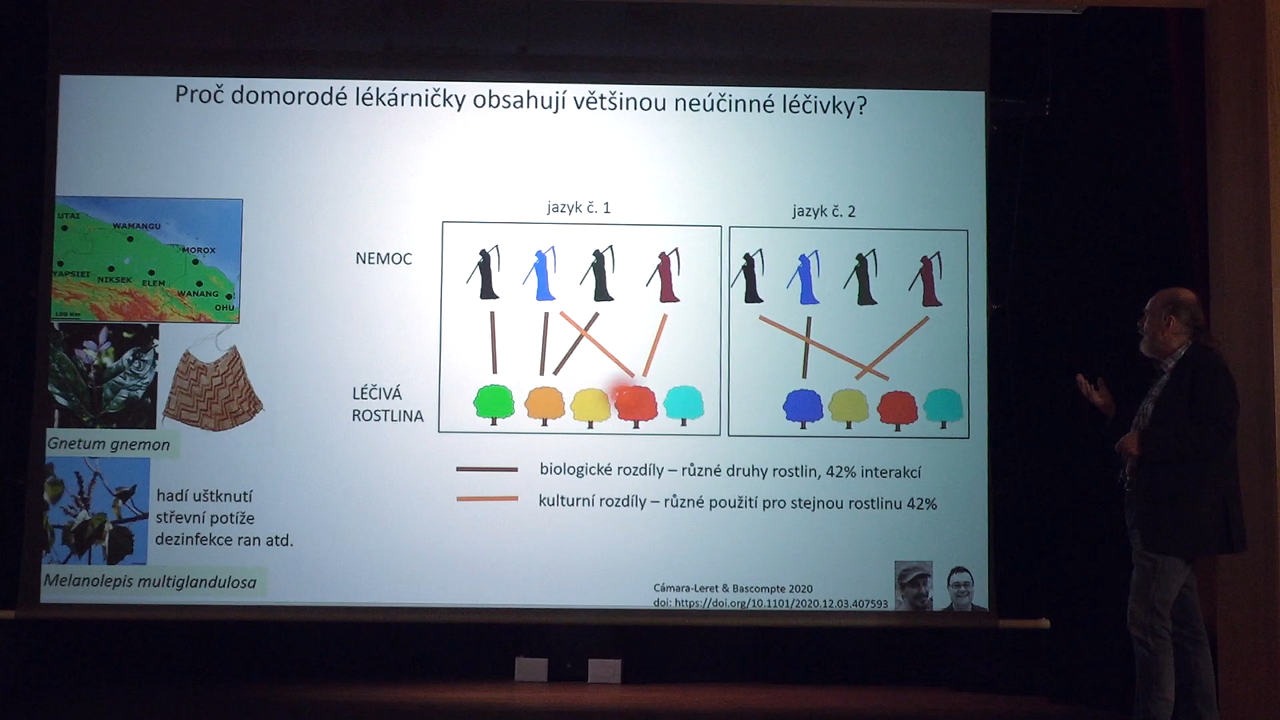 Proč domorodé lékárničky obsahují většinou neúčinné léčivky?
UTAI
WAMANGU
MOROX
YAPSIEI
NIKSEK
ELEM
WANANG
OHU
100 Km
Gnetum gnemon
hadí uštknutí
střevní potíže
dezinfekce ran atd.
Melanolepis multiglandulosa
jazyk č. 1
jazyk č. 2
NEMOC
LÉČIVÁ
ROSTLINA
biologické rozdíly – různé druhy rostlin, 42% interakcí
kulturní rozdíly – různé použití pro stejnou rostlinu 42%
Cámara-Leret & Bascompte 2020
doi: https://doi.org/10.1101/2020.12.03.407593